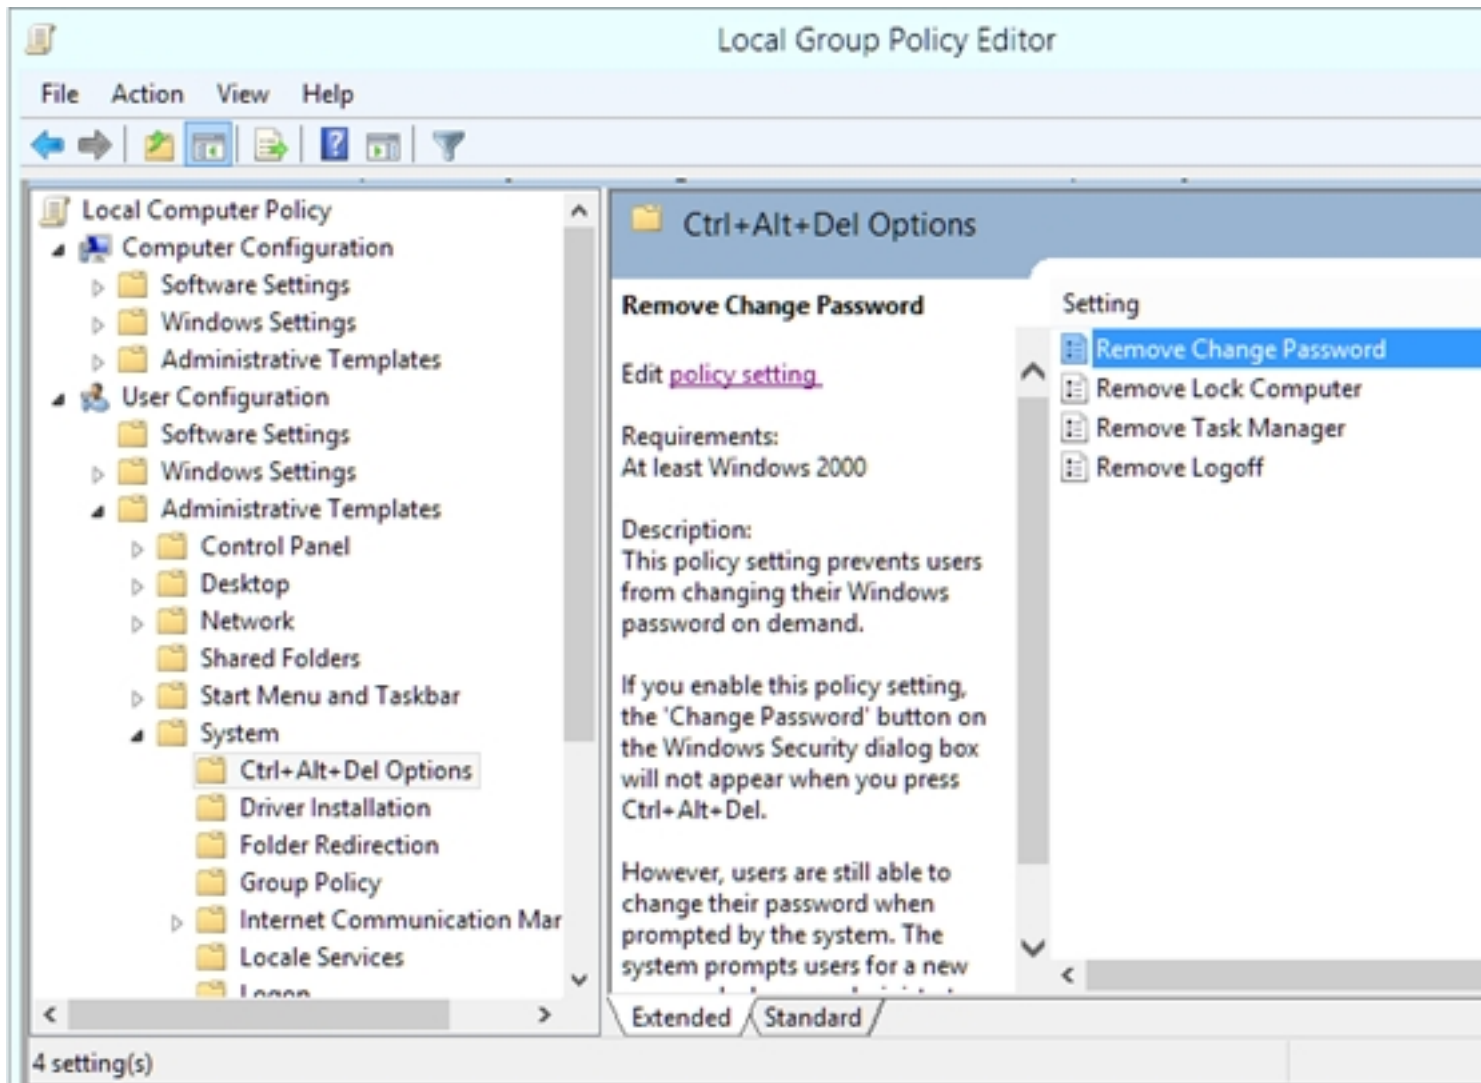 Local Group Policy Editor
File Action View Help
Local Computer Policy
Computer Configuration
Software Settings
Windows Settings
Administrative Templates
User Configuration
Software Settings
Windows Settings
Administrative Templates
Control Panel
Desktop
Network
Shared Folders
Start Menu and Taskbar
System
Ctrl+Alt+Del Options
Driver Installation
Folder Redirection
Group Policy
Internet Communication Mar
Locale Services
Logon
Ctrl+Alt+Del Options
Remove Change Password
Edit policy setting
Requirements:
At least Windows 2000
Description:
This policy setting prevents users
from changing their Windows
password on demand.
If you enable this policy setting,
the 'Change Password' button on
the Windows Security dialog box
will not appear when you press
Ctrl+Alt+Del.
However, users are still able to
change their password when
prompted by the system. The
system prompts users for a new
Setting
Remove Change Password
Remove Lock Computer
Remove Task Manager
Remove Logoff
Extended Standard
4 setting(s)